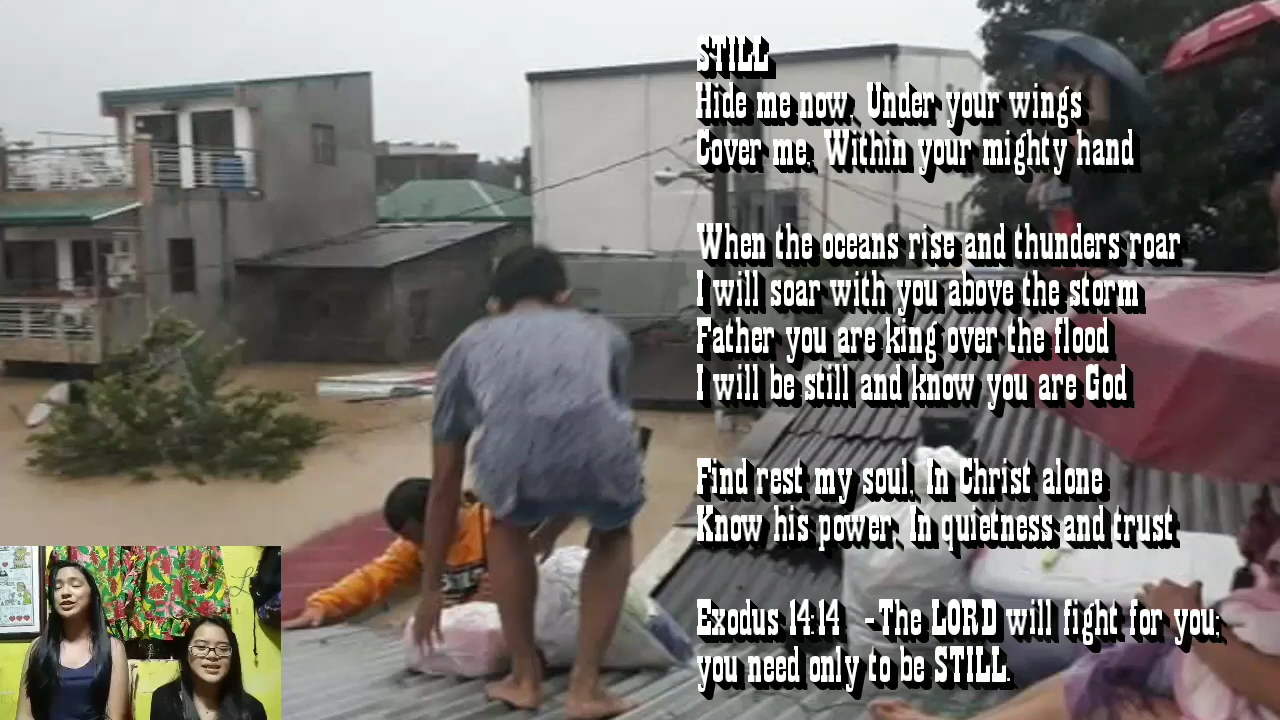 STILL
Hide me now, Under your wings
Cover me, Within your mighty hand
When the oceans rise and thunders roar
I will soar with you above the storm
Father you are king over the flood
I will be still and know you are God
Find rest my soul, In Christ alone
Know his power, In quietness and trust
Exodus 14:14 -The LORD will fight for you;
you need only to be STILL.